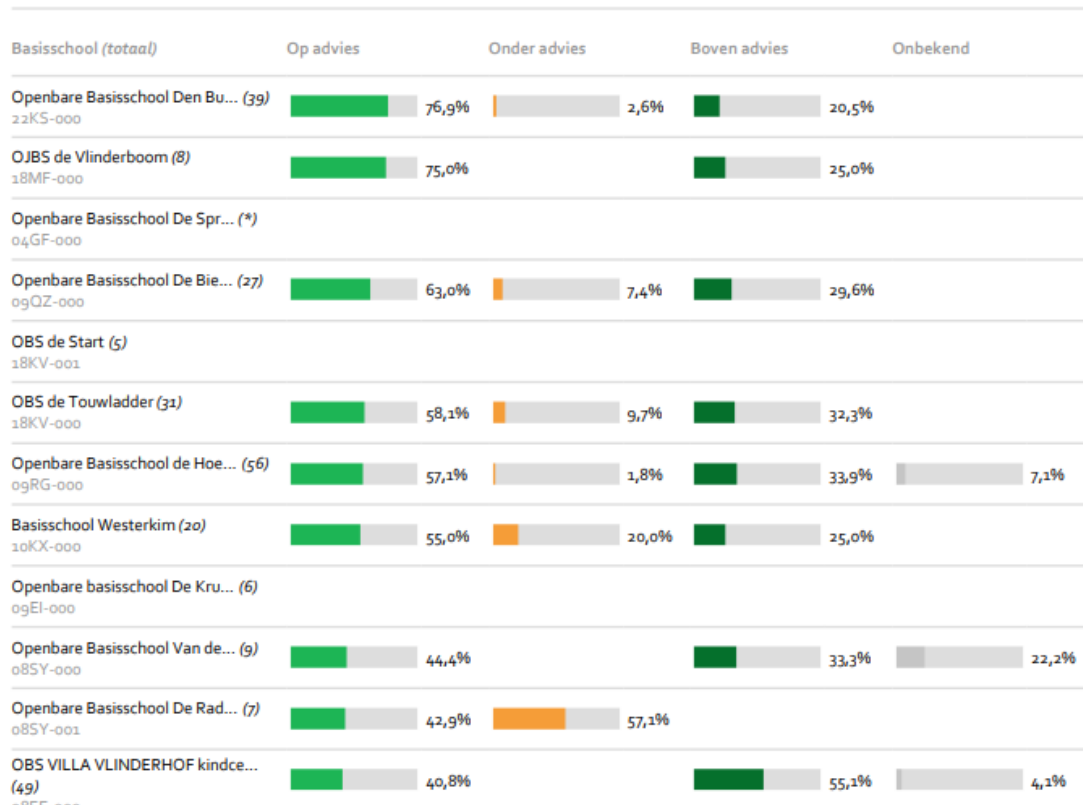 Basisschool (totaal) Op advies Onder advies Boven advies Onbekend
Openbare Basisschool Den Bu... (39)
22KS-000
76,9% 2,6% 20,5%
OJBS de Vlinderboom (8)
18MF-000
75,0% 25,0%
Openbare Basisschool De Spr... (*)
04GF-000
Openbare Basisschool De Bie... (27)
09QZ-000
63,0% 7,4% 29,6%
OBS de Start (5)
18KV-001
OBS de Touwladder (31)
18KV-000
58,1% 9,7% 32,3%
Openbare Basisschool de Hoe... (56)
09RG-000
57,1% 1,8% 33,9% 7,1%
Basisschool Westerkim (20)
10KX-000
55,0% 20,0% 25,0%
Openbare basisschool De Kru... (6)
09EI-000
Openbare Basisschool Van de... (9)
08SY-000
44,4% 33,3% 22,2%
Openbare Basisschool De Rad... (7)
08SY-001
42,9% 57,1%
OBS VILLA VLINDERHOF kindce...
(49)
40,8% 55,1% 4,1%